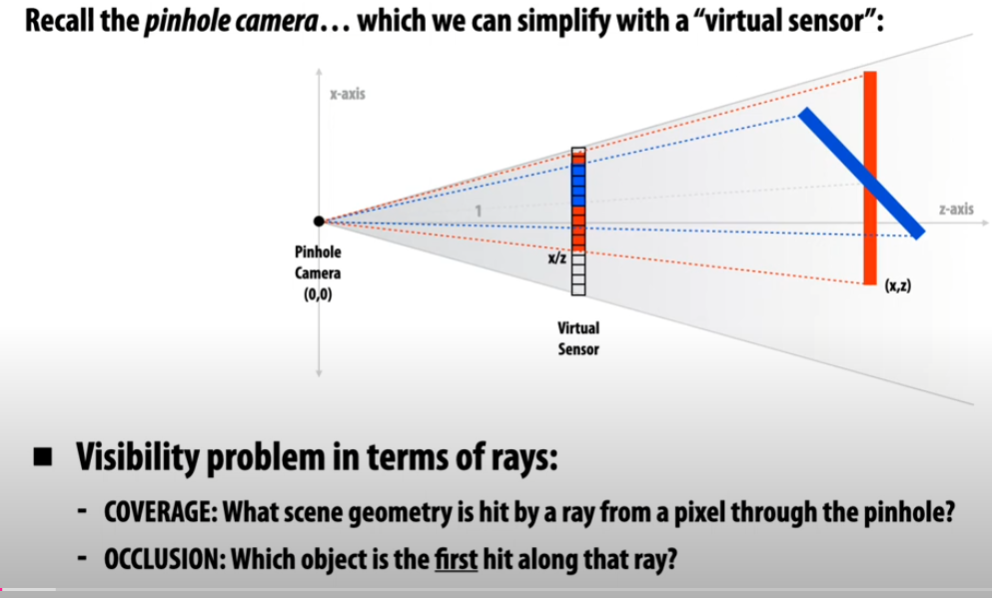 Recall the pinhole camera… which we can simplify with a “virtual sensor”:
x-axis
1
z-axis
Pinhole
Camera
(0,0)
x/z
(x,z)
Virtual
Sensor
■ Visibility problem in terms of rays:
- COVERAGE: What scene geometry is hit by a ray from a pixel through the pinhole?
- OCCLUSION: Which object is the first hit along that ray?